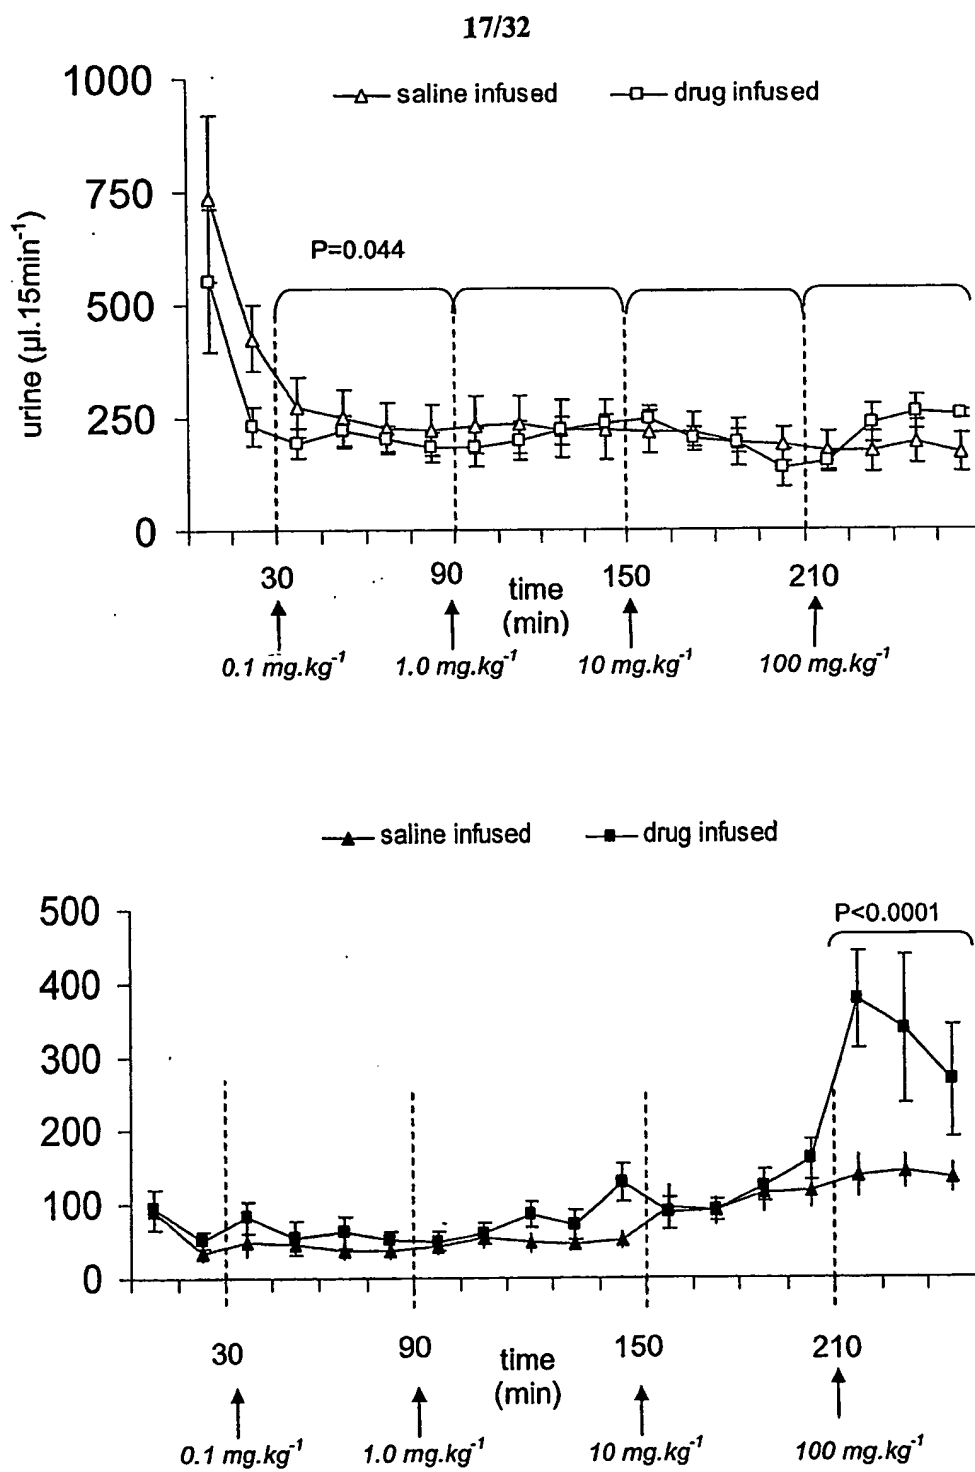 17/32
saline infused drug infused
1000
750
500
250
0
urine (µl.15min⁻¹)
P=0.044
30 90 150 210
time
(min)
0.1 mg.kg⁻¹ 1.0 mg.kg⁻¹ 10 mg.kg⁻¹ 100 mg.kg⁻¹
saline infused drug infused
500
400
300
200
100
0
P<0.0001
30 90 150 210
time
(min)
0.1 mg.kg⁻¹ 1.0 mg.kg⁻¹ 10 mg.kg⁻¹ 100 mg.kg⁻¹